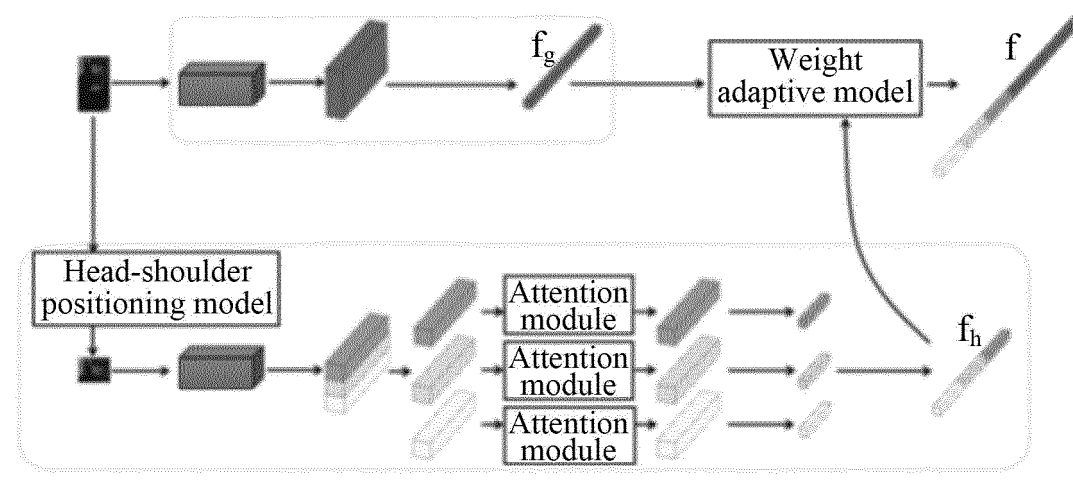 f_g
Weight
adaptive model
f
Head-shoulder
positioning model
Attention
module
Attention
module
Attention
module
f_h